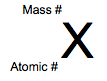 Mass #
X
Atomic #